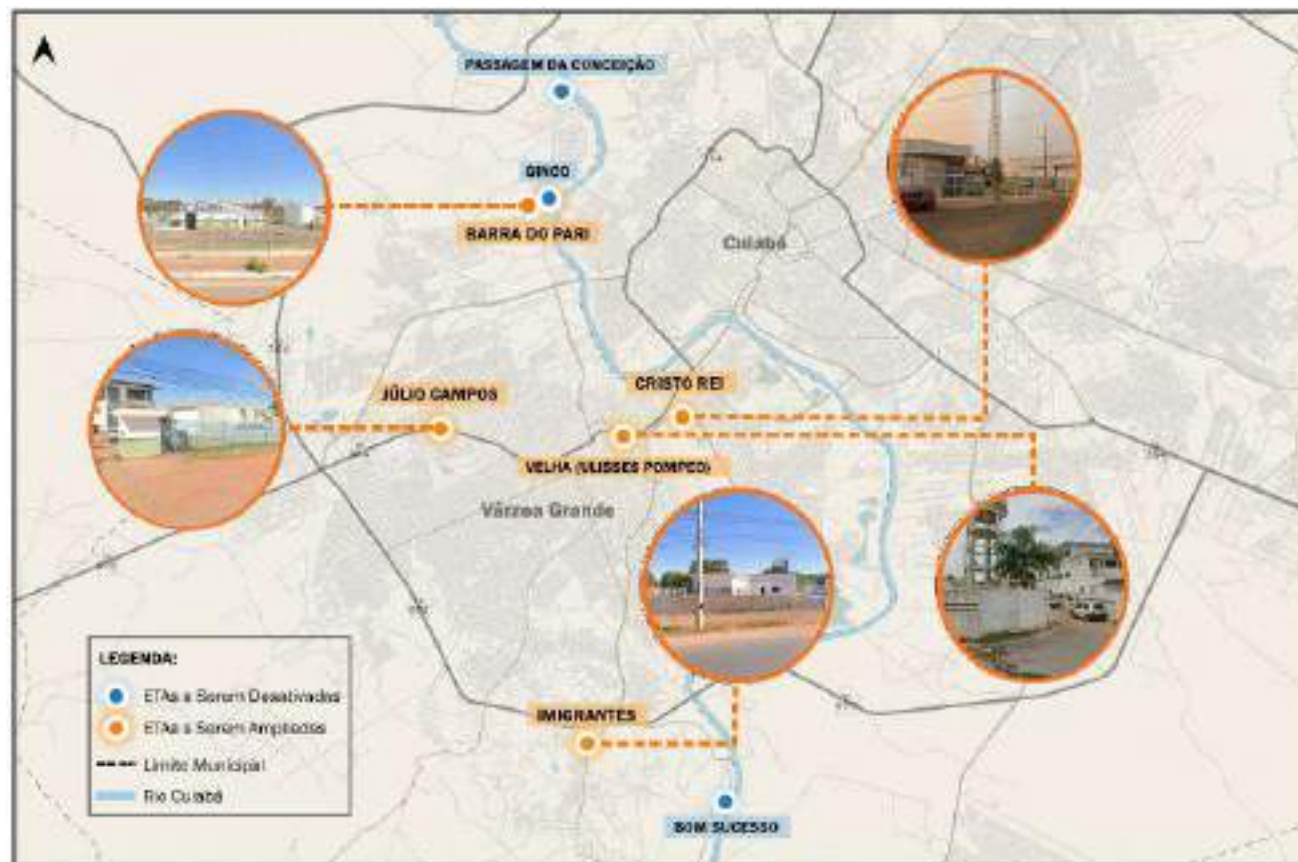 PASSAGEM DA CONCEIÇÃO
GINCO
BARRA DO PARI
Cuiabá
JÚLIO CAMPOS
CRISTO REI
VELHA (ULISSES POMPEO)
Várzea Grande
IMIGRANTES
BOM SUCESSO
LEGENDA:
ETAs a Serem Desativadas
ETAs a Serem Ampliadas
Limite Municipal
Rio Cuiabá